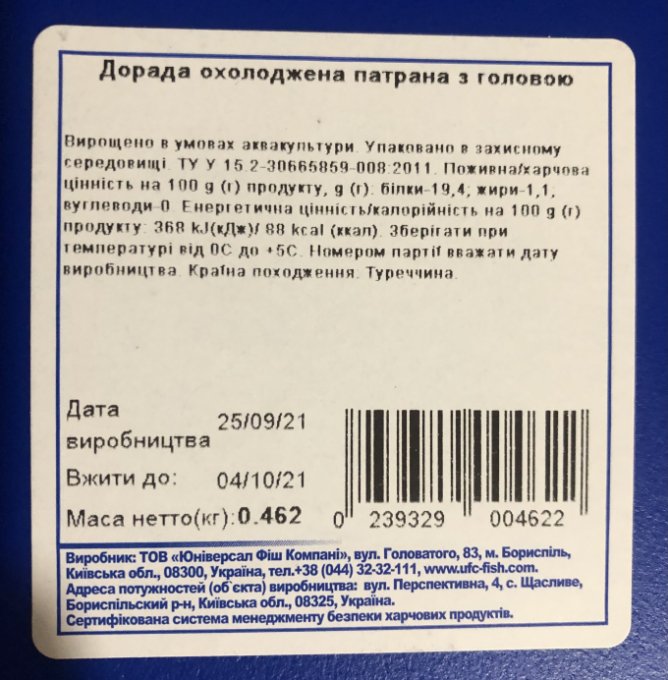 Дорада охолоджена патрана з головою
Вирощено в умовах аквакультури. Упаковано в захисному
середовищі. ТУ У 15.2-30665859-008:2011. Поживна/харчова
цінність на 100 g (г) продукту, g (г): білки-19,4; жири-1,1;
вуглеводи-0. Енергетична цінність/калорійність на 100 g (г)
продукту: 368 kJ(кДж)/ 88 kcal (ккал). Зберігати при
температурі від 0С до +5С. Номером партії вважати дату
виробництва. Країна походження: Туреччина.
Дата
виробництва 25/09/21
Вжити до: 04/10/21
Маса нетто(кг):0.462
0 239329 004622
Виробник: ТОВ «Юніверсал Фіш Компані», вул. Головатого, 83, м. Бориспіль,
Київська обл., 08300, Україна, тел.+38 (044) 32-32-111, www.ufc-fish.com.
Адреса потужностей (об'єкта) виробництва: вул. Перспективна, 4, с. Щасливе,
Бориспільский р-н, Київська обл., 08325, Україна.
Сертифікована система менеджменту безпеки харчових продуктів.